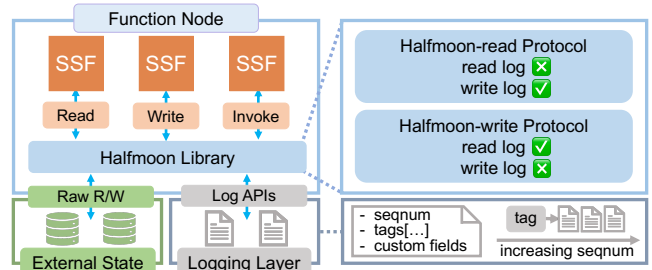 Function Node
SSF
SSF
SSF
Read
Write
Invoke
Halfmoon Library
Raw R/W
Log APIs
External State
Logging Layer
Halfmoon-read Protocol
read log ❎
write log ✅
Halfmoon-write Protocol
read log ✅
write log ❎
- seqnum
- tags[…]
- custom fields
tag
increasing seqnum